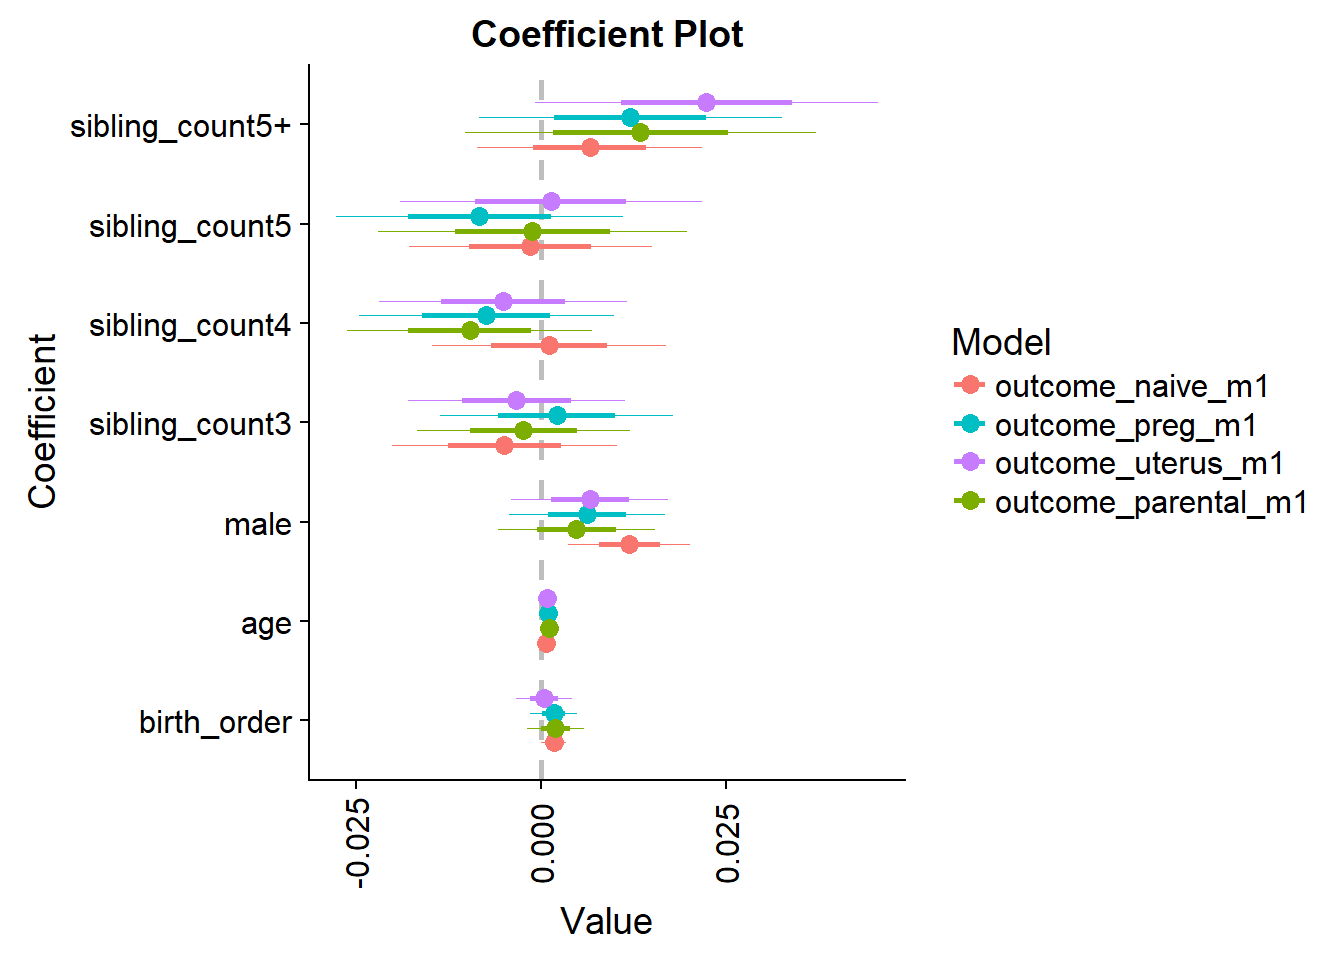 Coefficient Plot
Coefficient
sibling_count5+
sibling_count5
sibling_count4
sibling_count3
male
age
birth_order
-0.025
0.000
0.025
Value
Model
outcome_naive_m1
outcome_preg_m1
outcome_uterus_m1
outcome_parental_m1